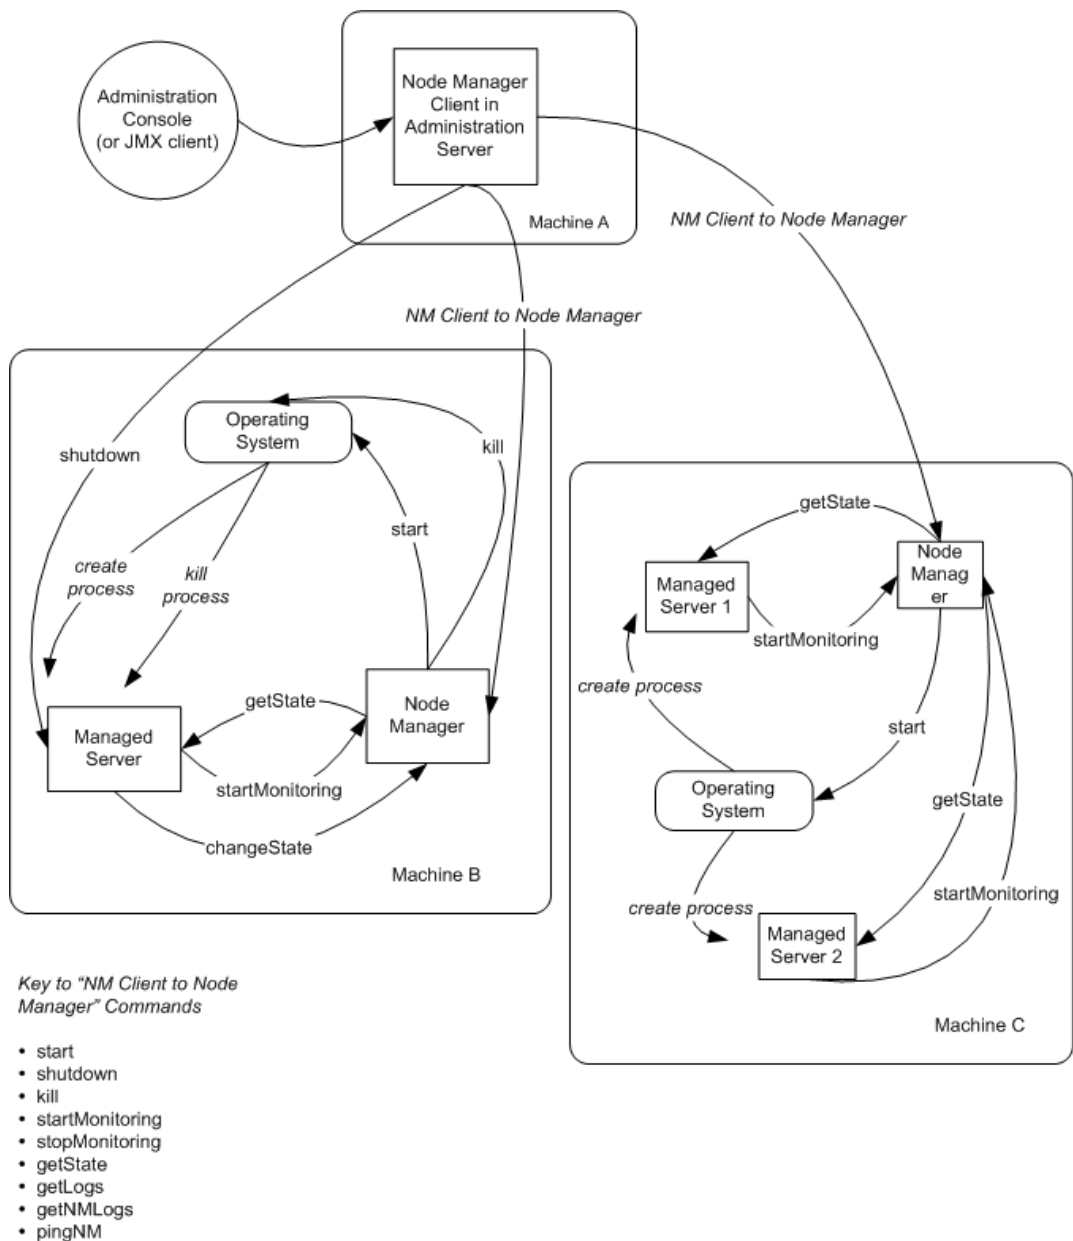 Administration
Console
(or JMX client)
Node Manager
Client in
Administration
Server
Machine A
NM Client to Node Manager
NM Client to Node Manager
Operating
System
kill
shutdown
start
create
process
kill
process
getState
Node
Manager
Managed
Server
startMonitoring
changeState
Machine B
getState
Node
Manag
er
Managed
Server 1
startMonitoring
create process
start
Operating
System
getState
startMonitoring
create process
Managed
Server 2
Machine C
Key to “NM Client to Node
Manager” Commands
• start
• shutdown
• kill
• startMonitoring
• stopMonitoring
• getState
• getLogs
• getNMLogs
• pingNM